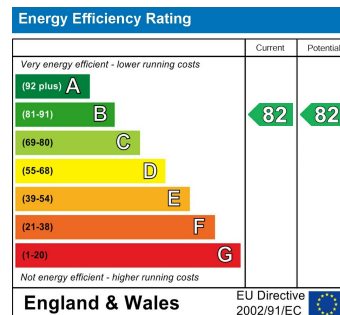 Energy Efficiency Rating
Current Potential
Very energy efficient - lower running costs
(92 plus) A
(81-91) B 82 82
(69-80) C
(55-68) D
(39-54) E
(21-38) F
(1-20) G
Not energy efficient - higher running costs
England & Wales
EU Directive
2002/91/EC